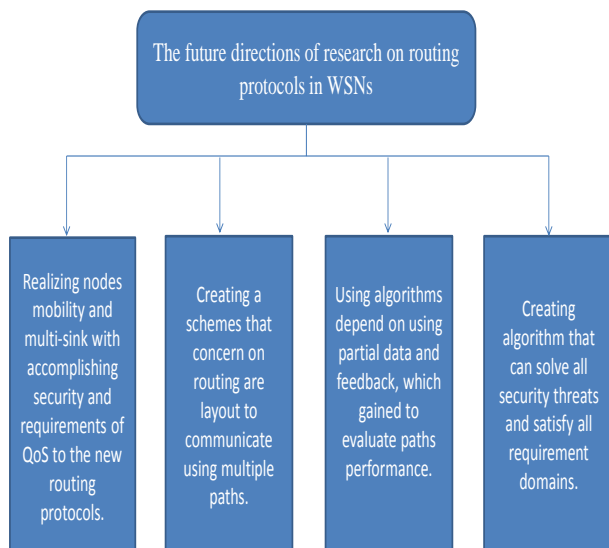 The future directions of research on routing
protocols in WSNs
Realizing nodes
mobility and
multi-sink with
accomplishing
security and
requirements of
QoS to the new
routing
protocols.
Creating a
schemes that
concern on
routing are
layout to
communicate
using multiple
paths.
Using algorithms
depend on using
partial data and
feedback, which
gained to
evaluate paths
performance.
Creating
algorithm that
can solve all
security threats
and satisfy all
requirement
domains.